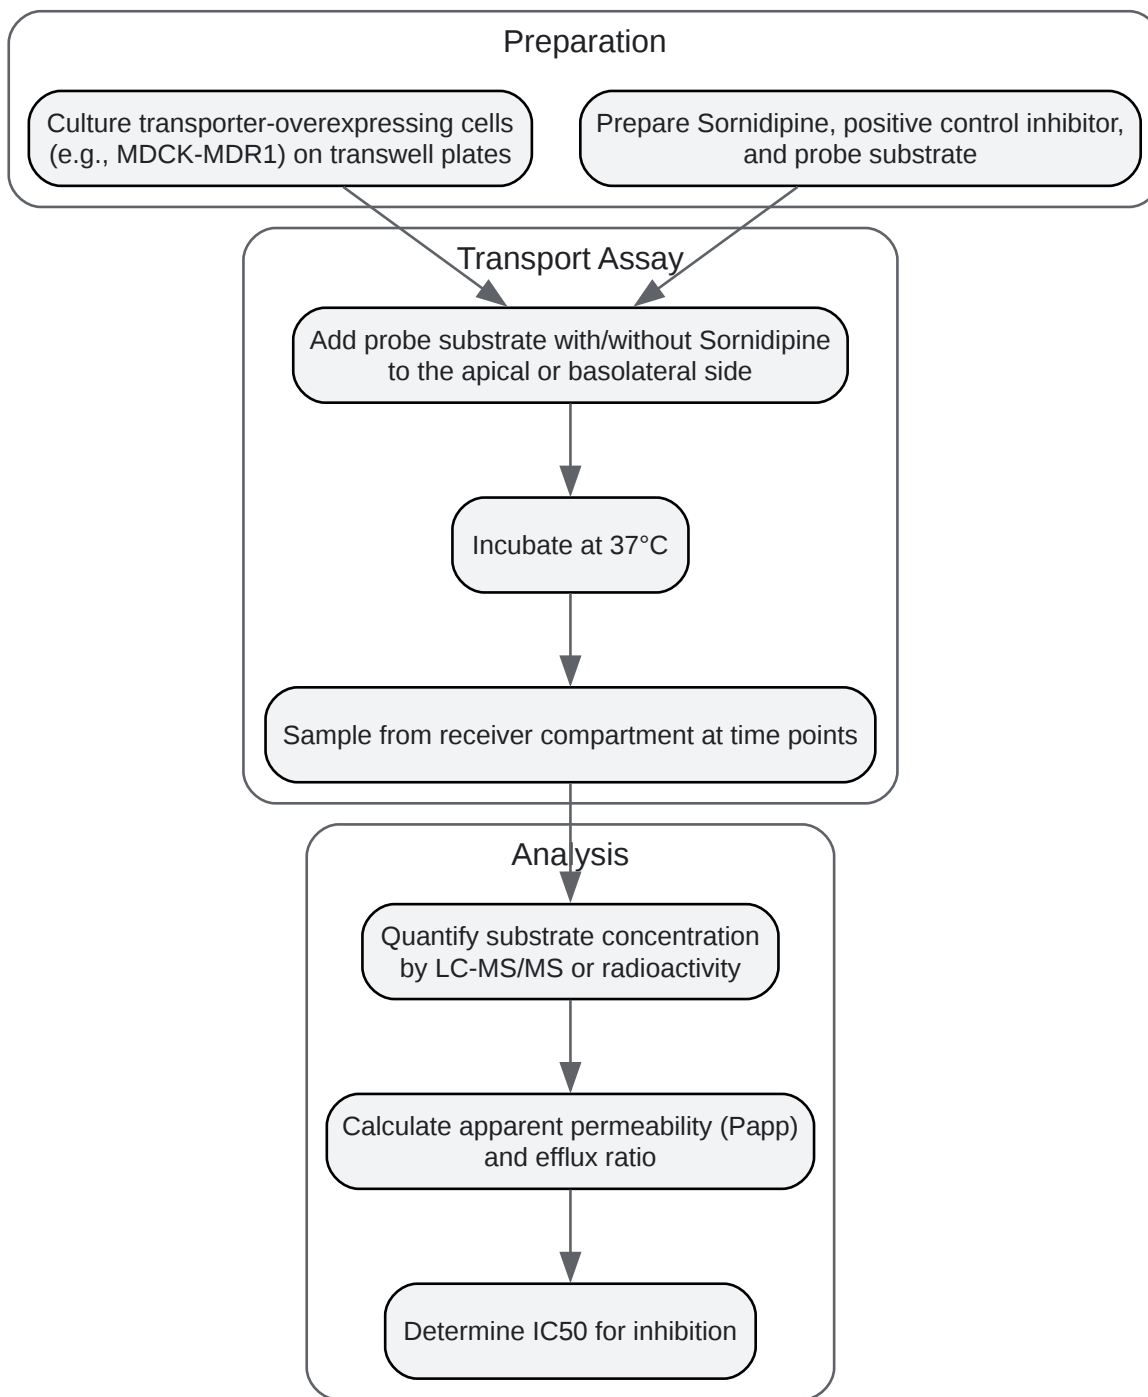 Preparation
Culture transporter-overexpressing cells
(e.g., MDCK-MDR1) on transwell plates
Prepare Sornidipine, positive control inhibitor,
and probe substrate
Transport Assay
Add probe substrate with/without Sornidipine
to the apical or basolateral side
Incubate at 37°C
Sample from receiver compartment at time points
Analysis
Quantify substrate concentration
by LC-MS/MS or radioactivity
Calculate apparent permeability (Papp)
and efflux ratio
Determine IC50 for inhibition